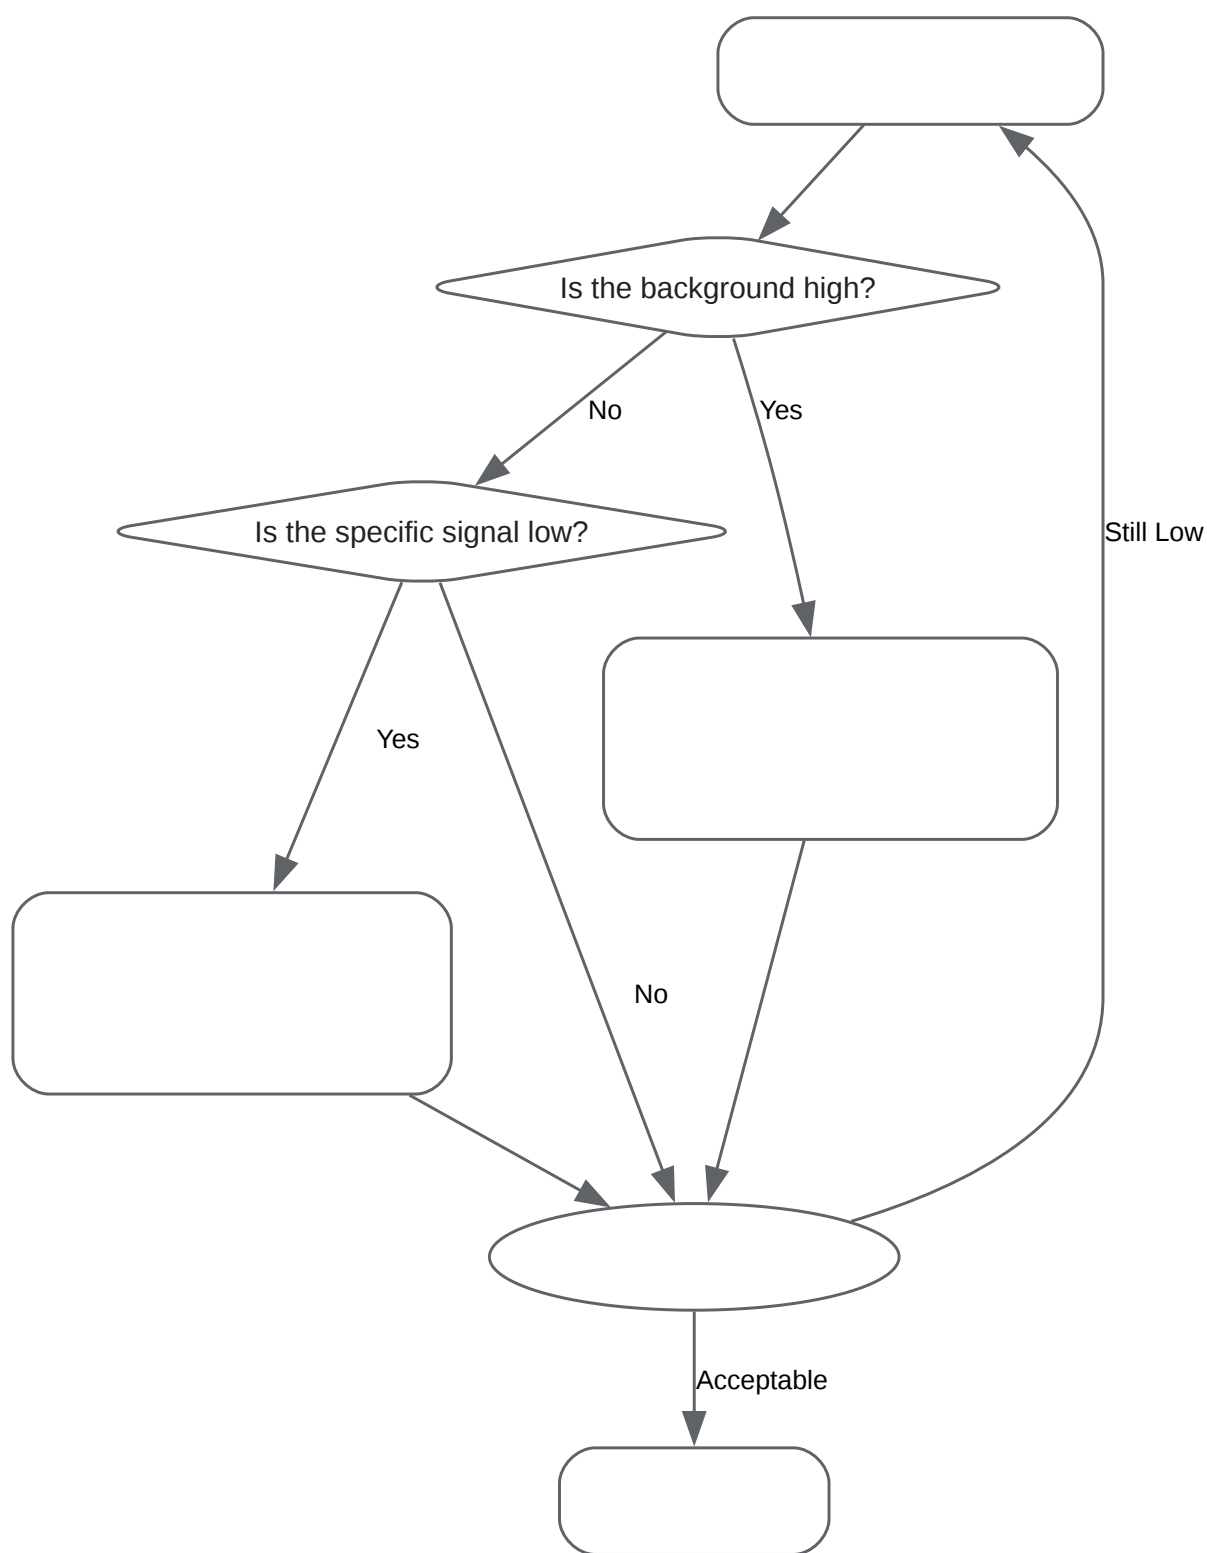 Is the background high?
No
Yes
Is the specific signal low?
Still Low
Yes
No
Acceptable